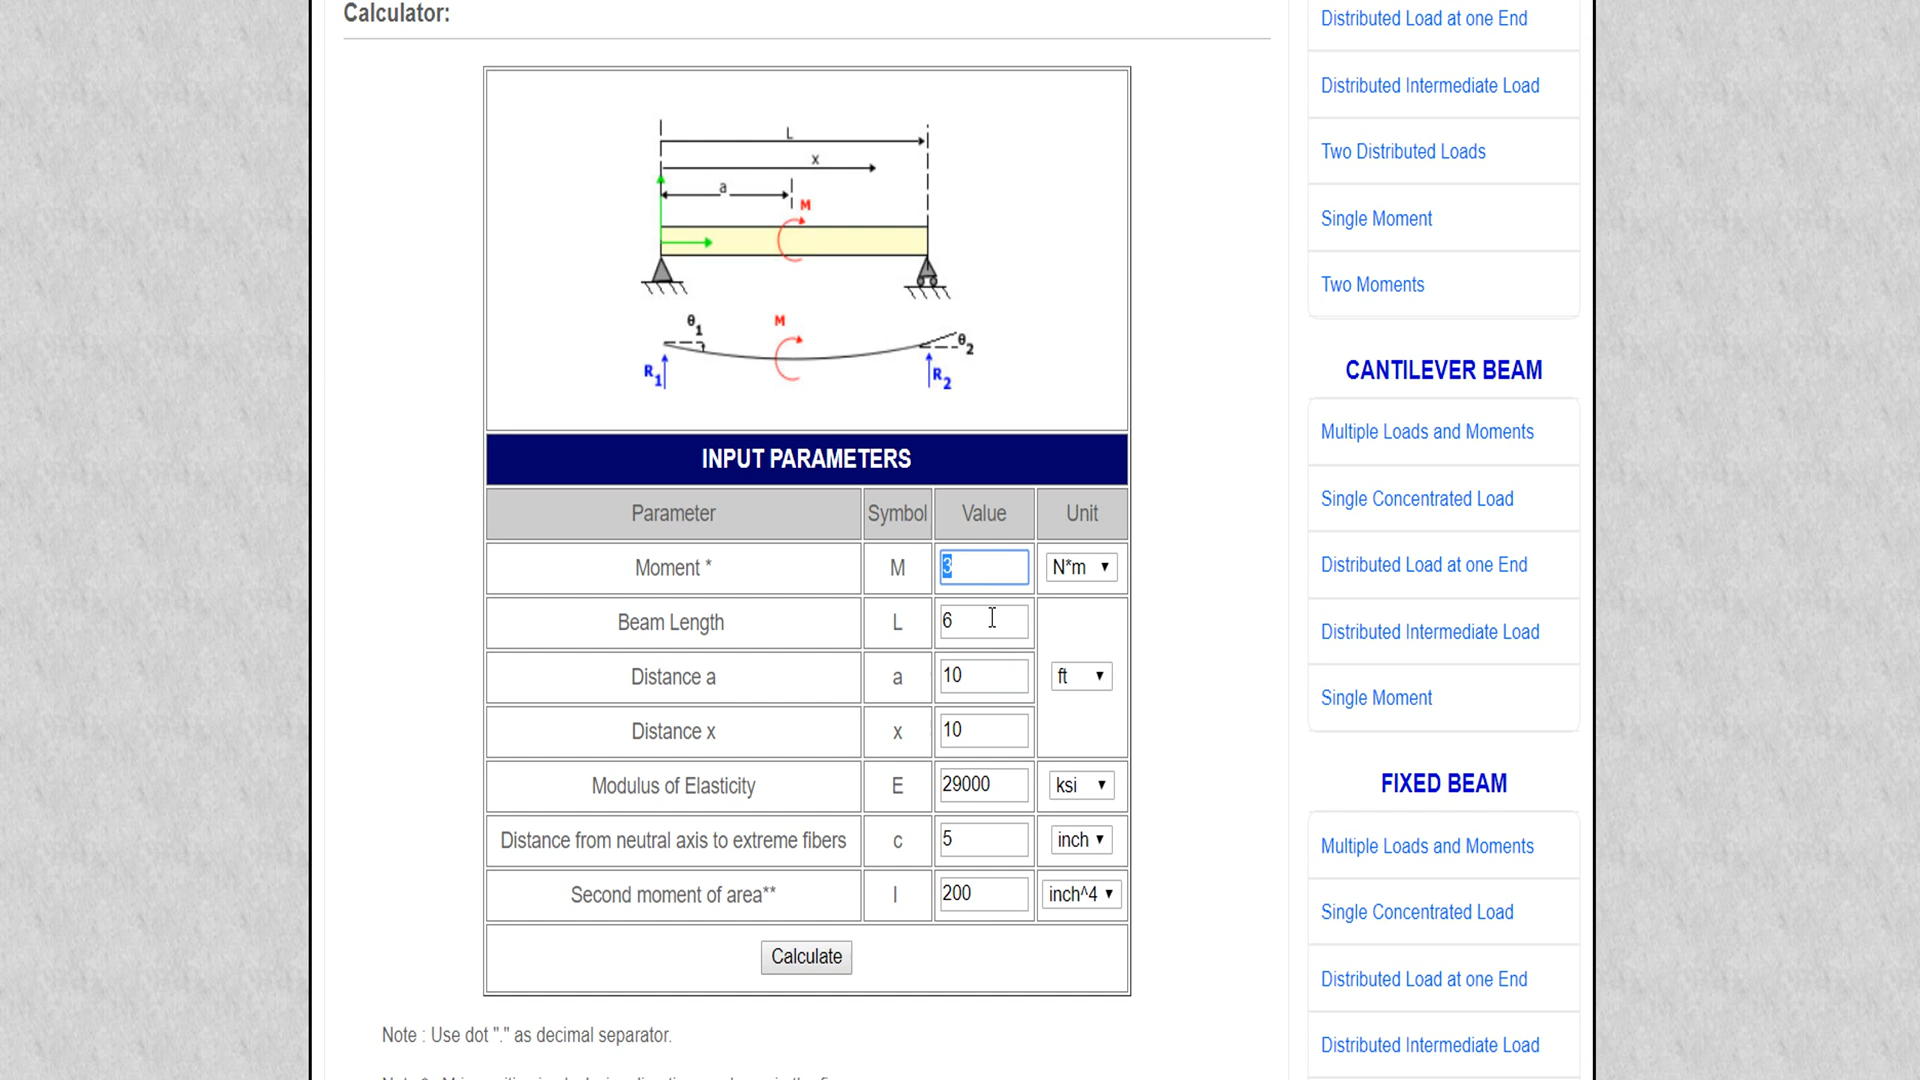 Calculator:
L
x
a
M
θ1
M
θ2
R1
R2
INPUT PARAMETERS
Parameter Symbol Value Unit
Moment * M 3 N*m
Beam Length L 6
Distance a a 10 ft
Distance x x 10
Modulus of Elasticity E 29000 ksi
Distance from neutral axis to extreme fibers c 5 inch
Second moment of area** I 200 inch^4
Calculate
Note : Use dot "." as decimal separator.
Distributed Load at one End
Distributed Intermediate Load
Two Distributed Loads
Single Moment
Two Moments
CANTILEVER BEAM
Multiple Loads and Moments
Single Concentrated Load
Distributed Load at one End
Distributed Intermediate Load
Single Moment
FIXED BEAM
Multiple Loads and Moments
Single Concentrated Load
Distributed Load at one End
Distributed Intermediate Load